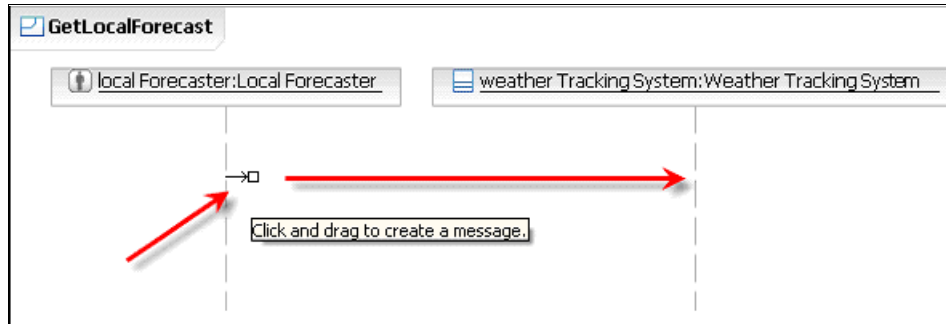 GetLocalForecast
local Forecaster:Local Forecaster
weather Tracking System:Weather Tracking System
Click and drag to create a message.